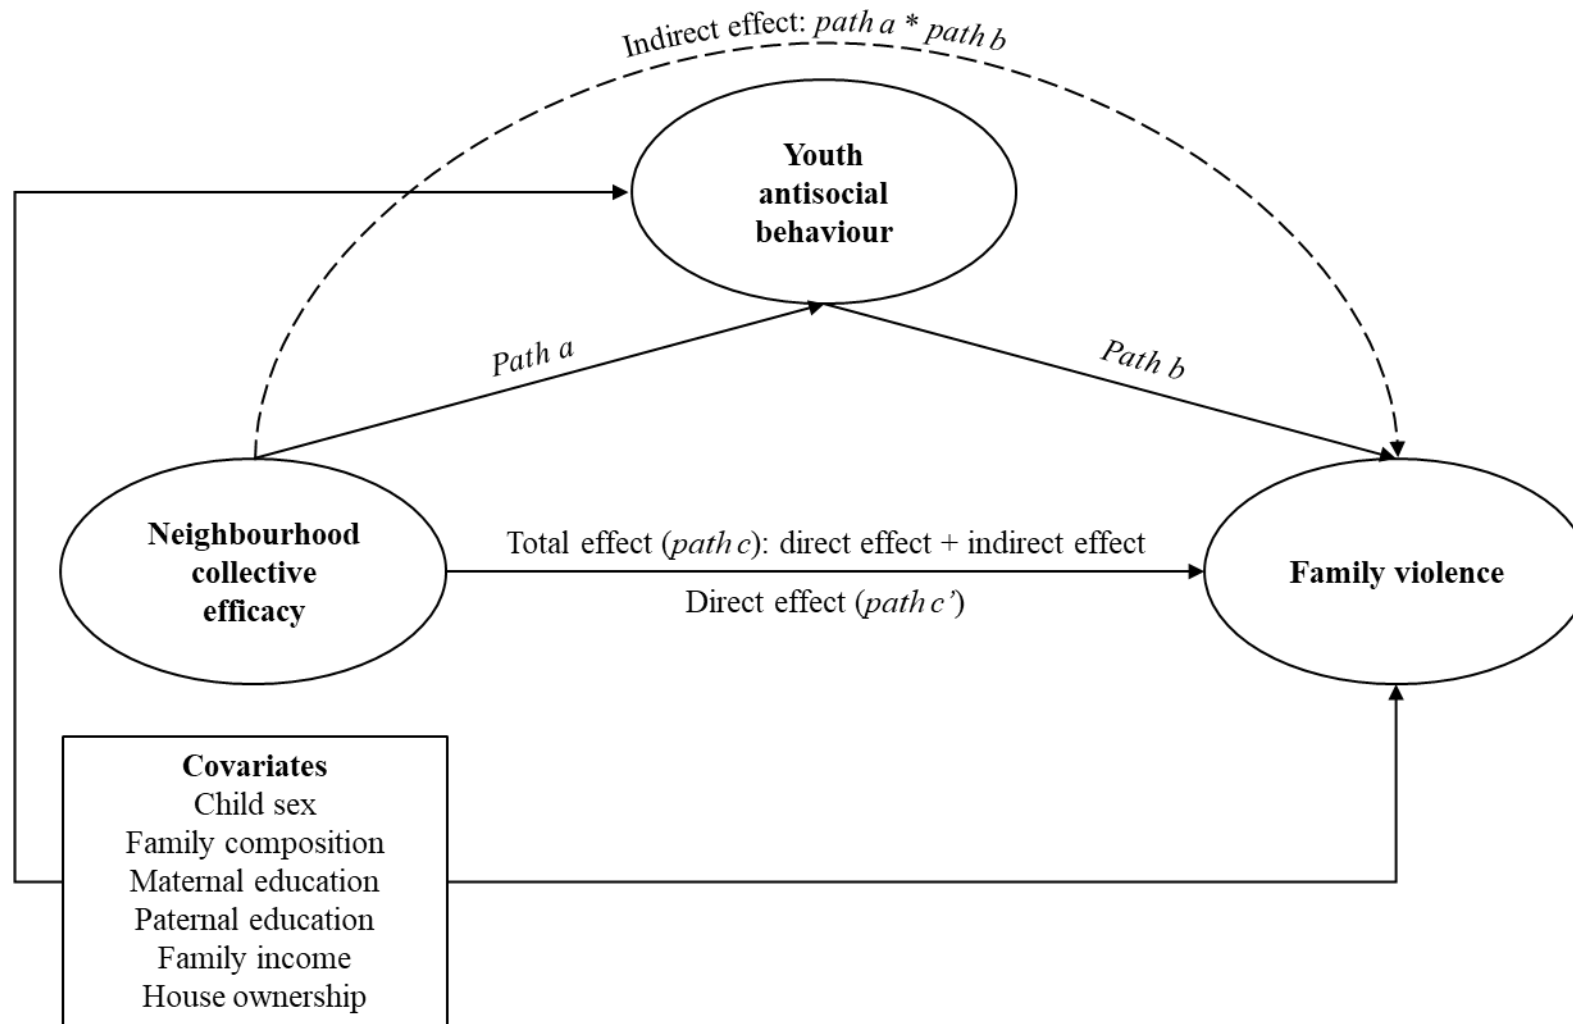 Indirect effect: path a * path b
Youth
antisocial
behaviour
Path a
Path b
Neighbourhood
collective
efficacy
Total effect (path c): direct effect + indirect effect
Direct effect (path c’)
Family violence
Covariates
Child sex
Family composition
Maternal education
Paternal education
Family income
House ownership